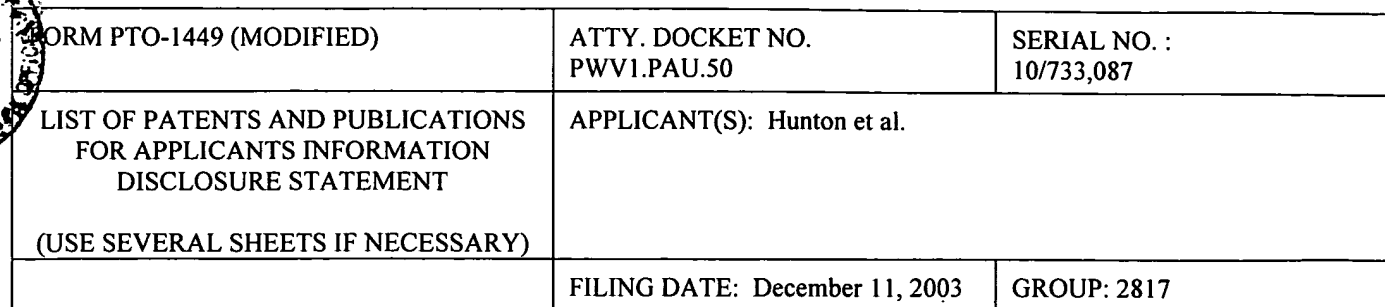 FORM PTO-1449 (MODIFIED)
ATTY. DOCKET NO.
PWV1.PAU.50
SERIAL NO. :
10/733,087
LIST OF PATENTS AND PUBLICATIONS
FOR APPLICANTS INFORMATION
DISCLOSURE STATEMENT
(USE SEVERAL SHEETS IF NECESSARY)
APPLICANT(S): Hunton et al.
FILING DATE: December 11, 2003
GROUP: 2817